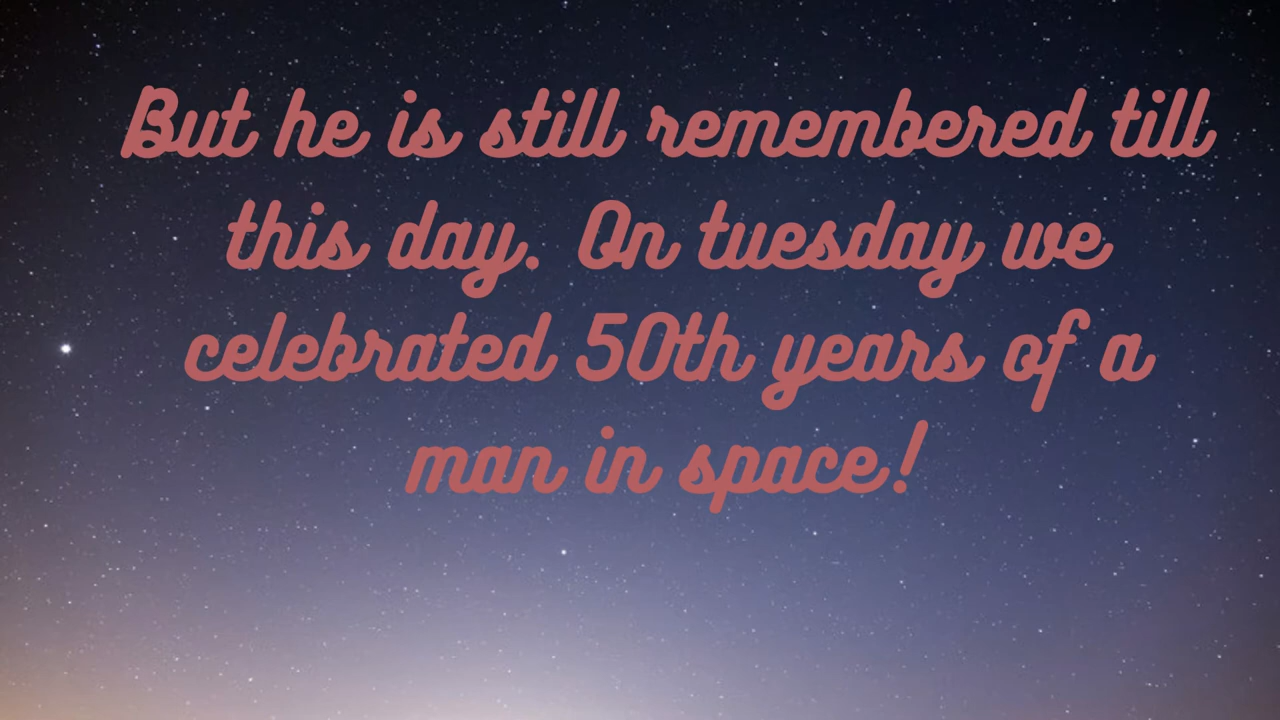 But he is still remembered till
this day. On tuesday we
celebrated 50th years of a
man in space!